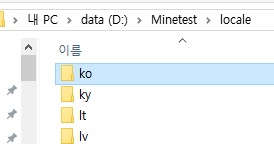 내 PC > data (D:) > Minetest > locale
이름
ko
ky
lt
lv